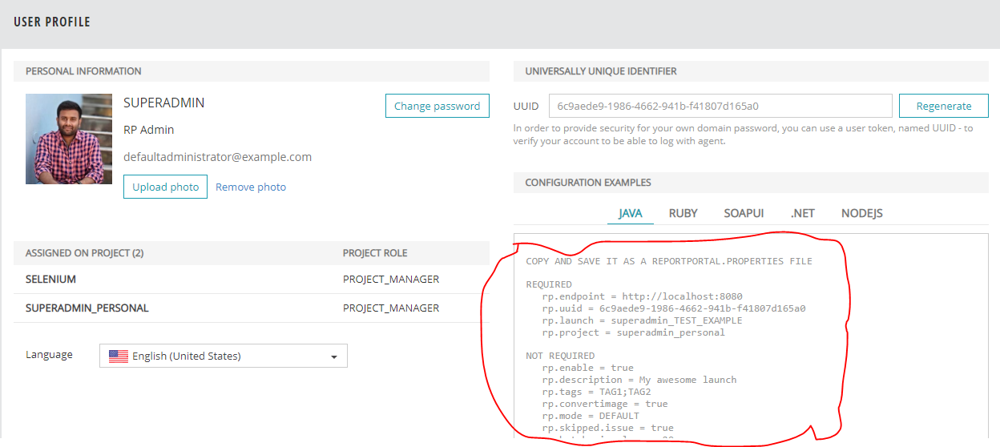 USER PROFILE
PERSONAL INFORMATION
SUPERADMIN
Change password
RP Admin
defaultadministrator@example.com
Upload photo
Remove photo
ASSIGNED ON PROJECT (2) PROJECT ROLE
SELENIUM PROJECT_MANAGER
SUPERADMIN_PERSONAL PROJECT_MANAGER
Language English (United States)
UNIVERSALLY UNIQUE IDENTIFIER
UUID 6c9aede9-1986-4662-941b-f41807d165a0 Regenerate
In order to provide security for your own domain password, you can use a user token, named UUID - to
verify your account to be able to log with agent.
CONFIGURATION EXAMPLES
JAVA RUBY SOAPUI .NET NODEJS
COPY AND SAVE IT AS A REPORTPORTAL.PROPERTIES FILE
REQUIRED
rp.endpoint = http://localhost:8080
rp.uuid = 6c9aede9-1986-4662-941b-f41807d165a0
rp.launch = superadmin_TEST_EXAMPLE
rp.project = superadmin_personal
NOT REQUIRED
rp.enable = true
rp.description = My awesome launch
rp.tags = TAG1;TAG2
rp.convertimage = true
rp.mode = DEFAULT
rp.skipped.issue = true